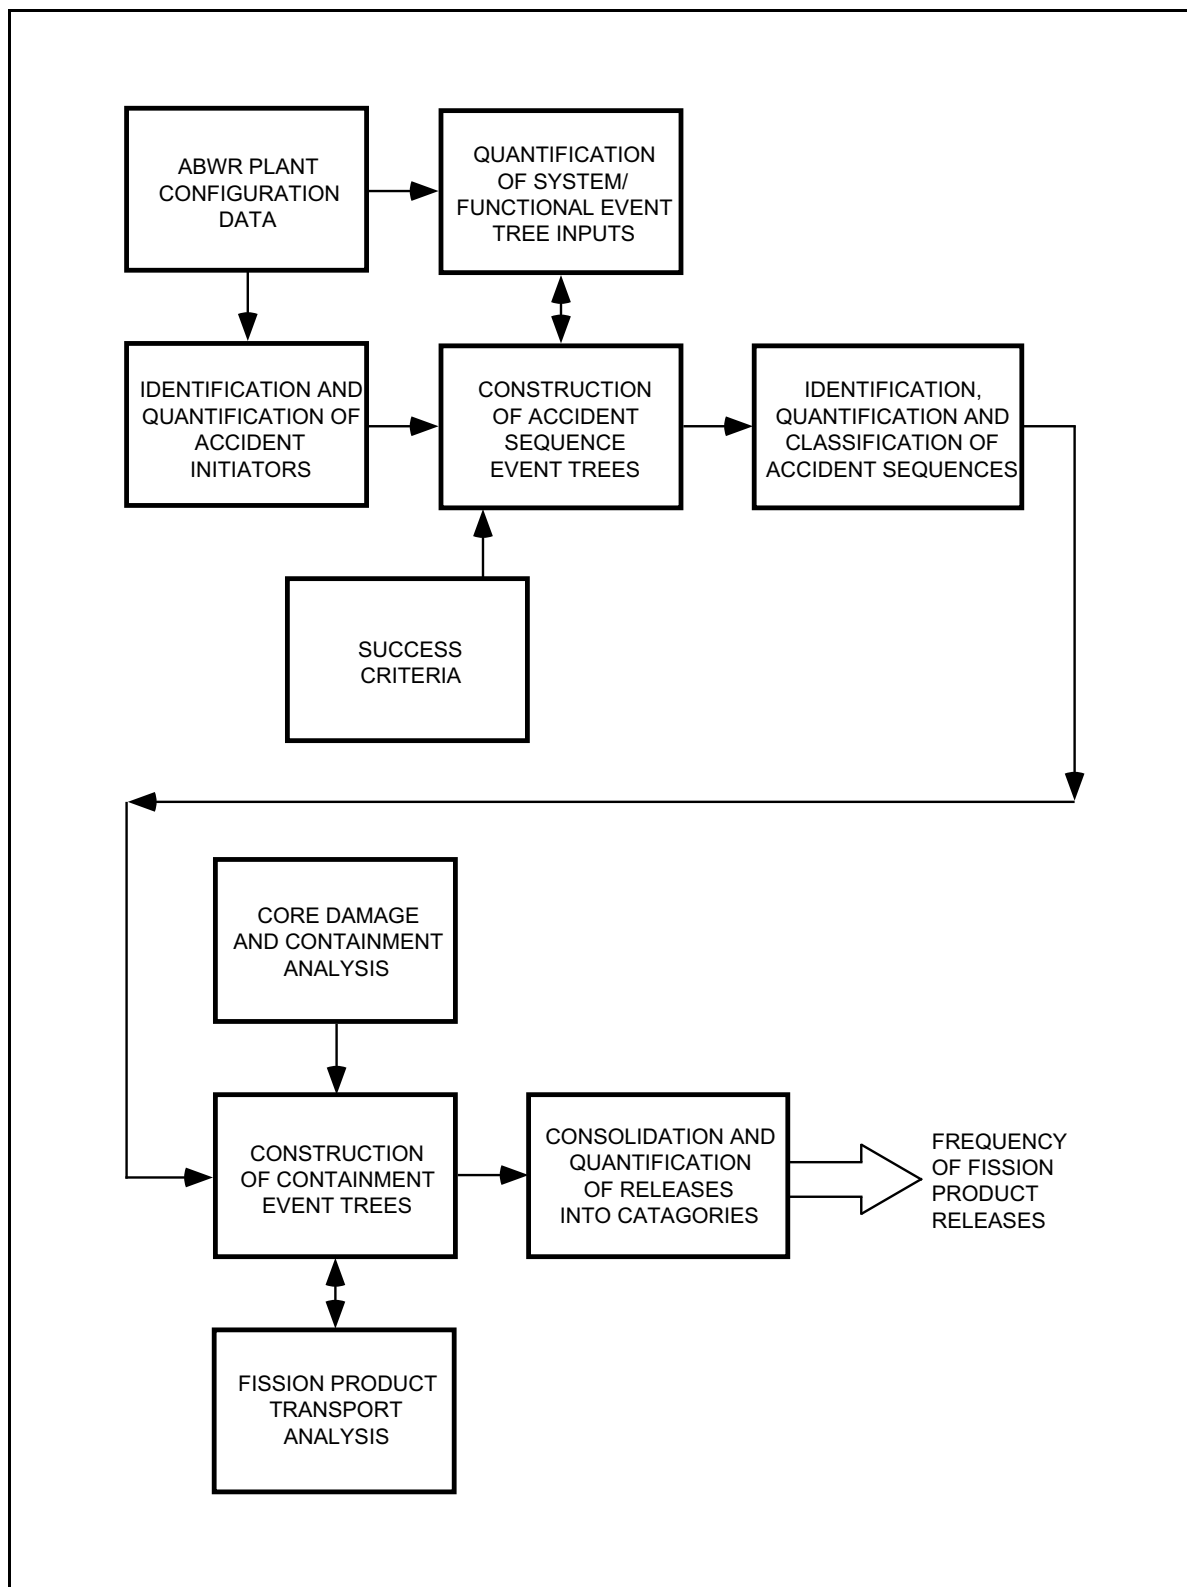 ABWR PLANT
CONFIGURATION
DATA
QUANTIFICATION
OF SYSTEM/
FUNCTIONAL EVENT
TREE INPUTS
IDENTIFICATION AND
QUANTIFICATION OF
ACCIDENT
INITIATORS
CONSTRUCTION
OF ACCIDENT
SEQUENCE
EVENT TREES
IDENTIFICATION,
QUANTIFICATION AND
CLASSIFICATION OF
ACCIDENT SEQUENCES
SUCCESS
CRITERIA
CORE DAMAGE
AND CONTAINMENT
ANALYSIS
CONSTRUCTION
OF CONTAINMENT
EVENT TREES
CONSOLIDATION AND
QUANTIFICATION
OF RELEASES
INTO CATAGORIES
FREQUENCY
OF FISSION
PRODUCT
RELEASES
FISSION PRODUCT
TRANSPORT
ANALYSIS